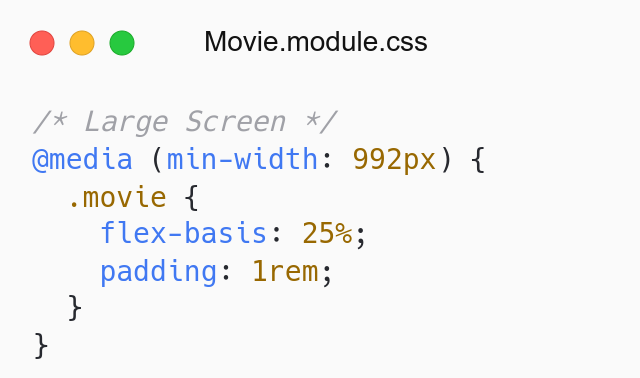 Movie.module.css
/* Large Screen */
@media (min-width: 992px) {
  .movie {
    flex-basis: 25%;
    padding: 1rem;
  }
}